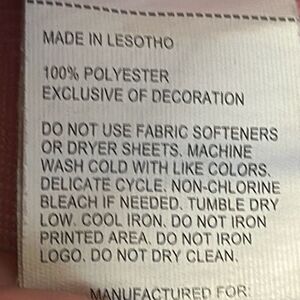 MADE IN LESOTHO
100% POLYESTER
EXCLUSIVE OF DECORATION
DO NOT USE FABRIC SOFTENERS
OR DRYER SHEETS. MACHINE
WASH COLD WITH LIKE COLORS.
DELICATE CYCLE. NON-CHLORINE
BLEACH IF NEEDED. TUMBLE DRY
LOW. COOL IRON. DO NOT IRON
PRINTED AREA. DO NOT IRON
LOGO. DO NOT DRY CLEAN.
MANUFACTURED FOR: